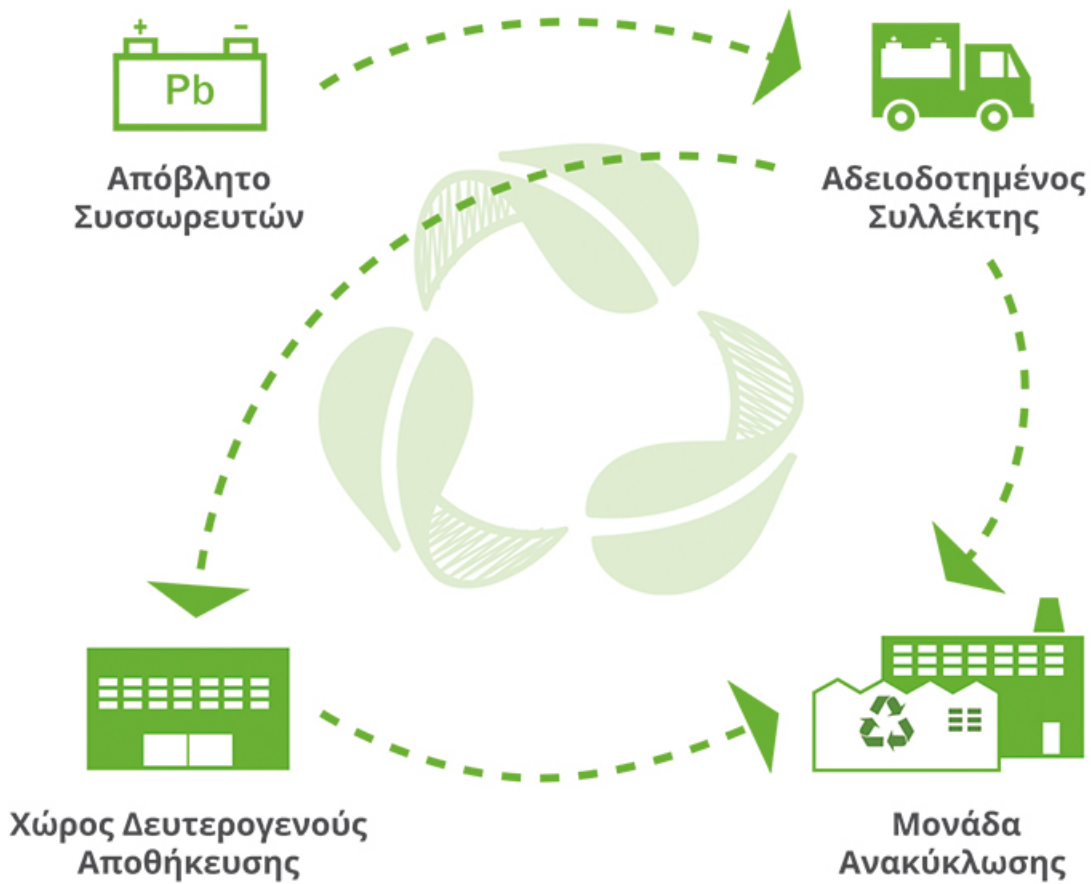 + -
Pb
+ -
Απόβλητο
Συσσωρευτών
Αδειοδοτημένος
Συλλέκτης
Χώρος Δευτερογενούς
Αποθήκευσης
Μονάδα
Ανακύκλωσης